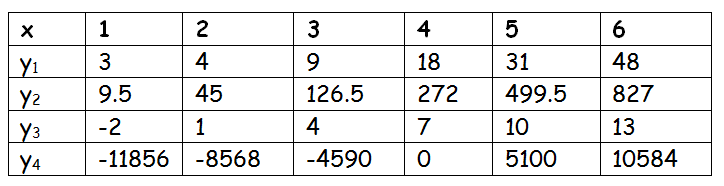 x 1 2 3 4 5 6
y₁ 3 4 9 18 31 48
y₂ 9.5 45 126.5 272 499.5 827
y₃ -2 1 4 7 10 13
y₄ -11856 -8568 -4590 0 5100 10584